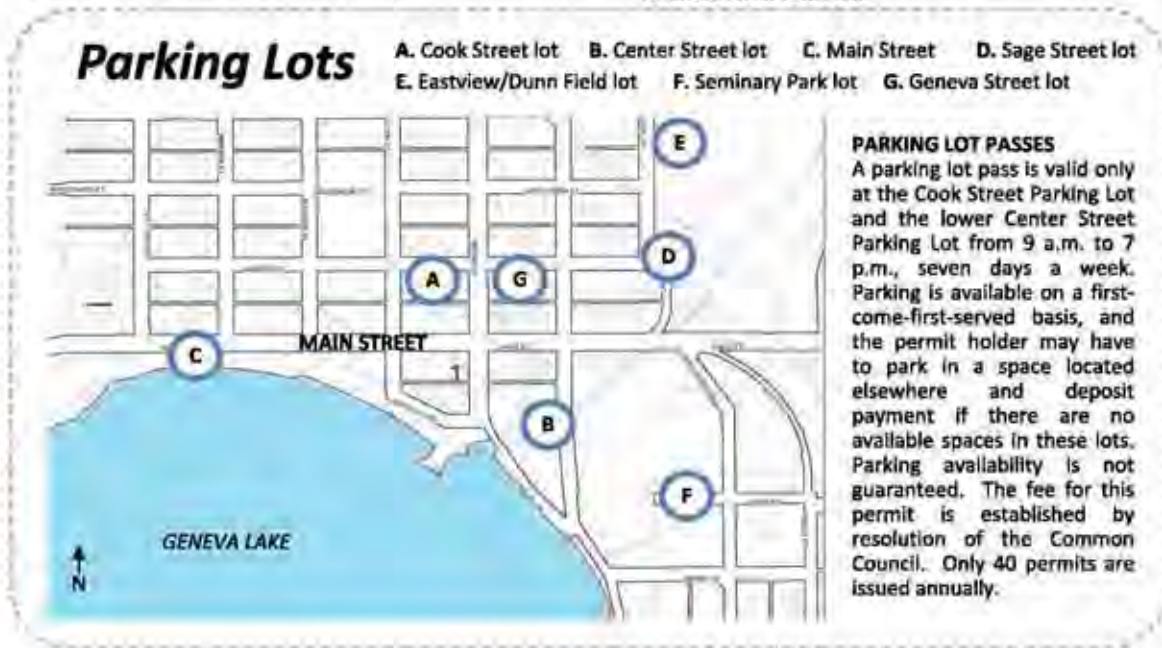 Parking Lots
A. Cook Street lot B. Center Street lot C. Main Street D. Sage Street lot
E. Eastview/Dunn Field lot F. Seminary Park lot G. Geneva Street lot
E
D
A
G
C
MAIN STREET
B
F
GENEVA LAKE
N
PARKING LOT PASSES
A parking lot pass is valid only
at the Cook Street Parking Lot
and the lower Center Street
Parking Lot from 9 a.m. to 7
p.m., seven days a week.
Parking is available on a first-
come-first-served basis, and
the permit holder may have
to park in a space located
elsewhere and deposit
payment if there are no
available spaces in these lots.
Parking availability is not
guaranteed. The fee for this
permit is established by
resolution of the Common
Council. Only 40 permits are
issued annually.